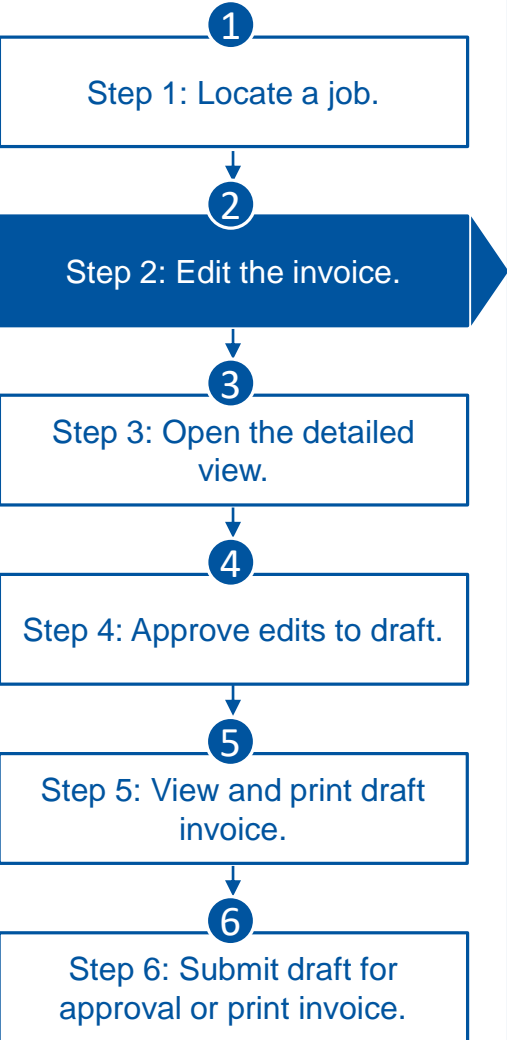 1
Step 1: Locate a job.
2
Step 2: Edit the invoice.
3
Step 3: Open the detailed
view.
4
Step 4: Approve edits to draft.
5
Step 5: View and print draft
invoice.
6
Step 6: Submit draft for
approval or print invoice.